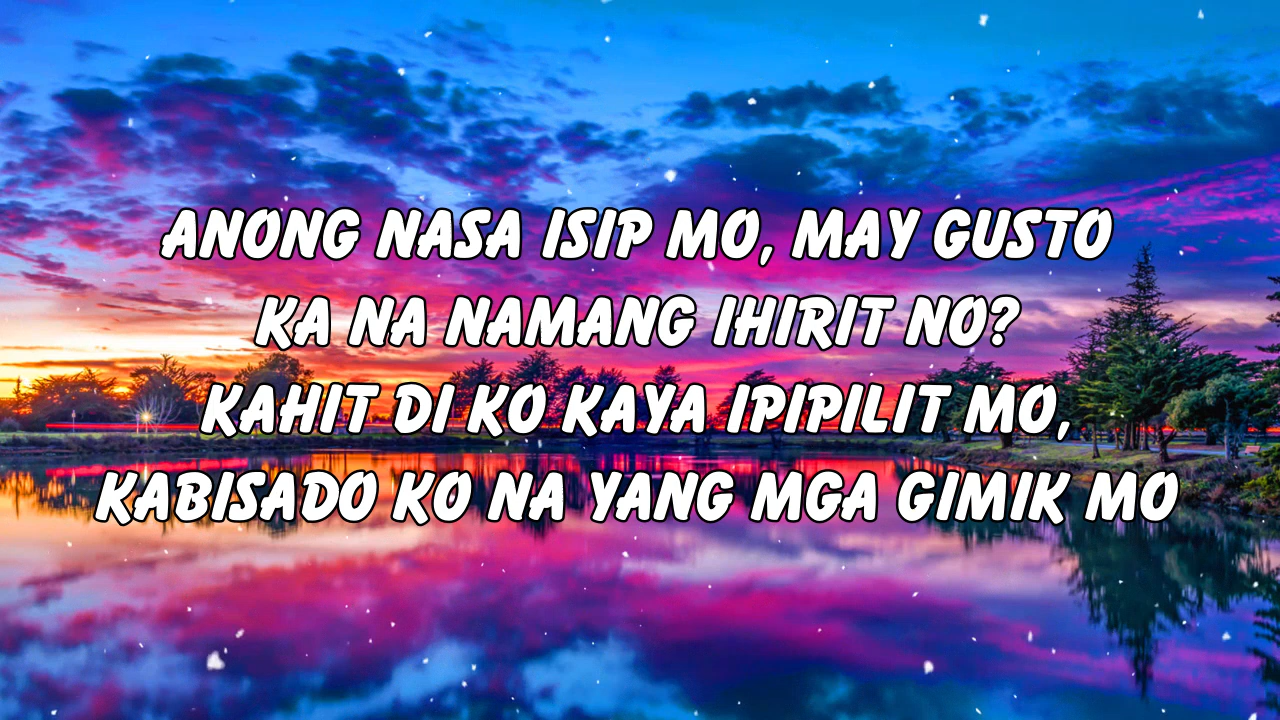 ANONG NASA ISIP MO, MAY GUSTO
KA NA NAMANG IHIRIT NO?
KAHIT DI KO KAYA IPIPILIT MO,
KABISADO KO NA YANG MGA GIMIK MO